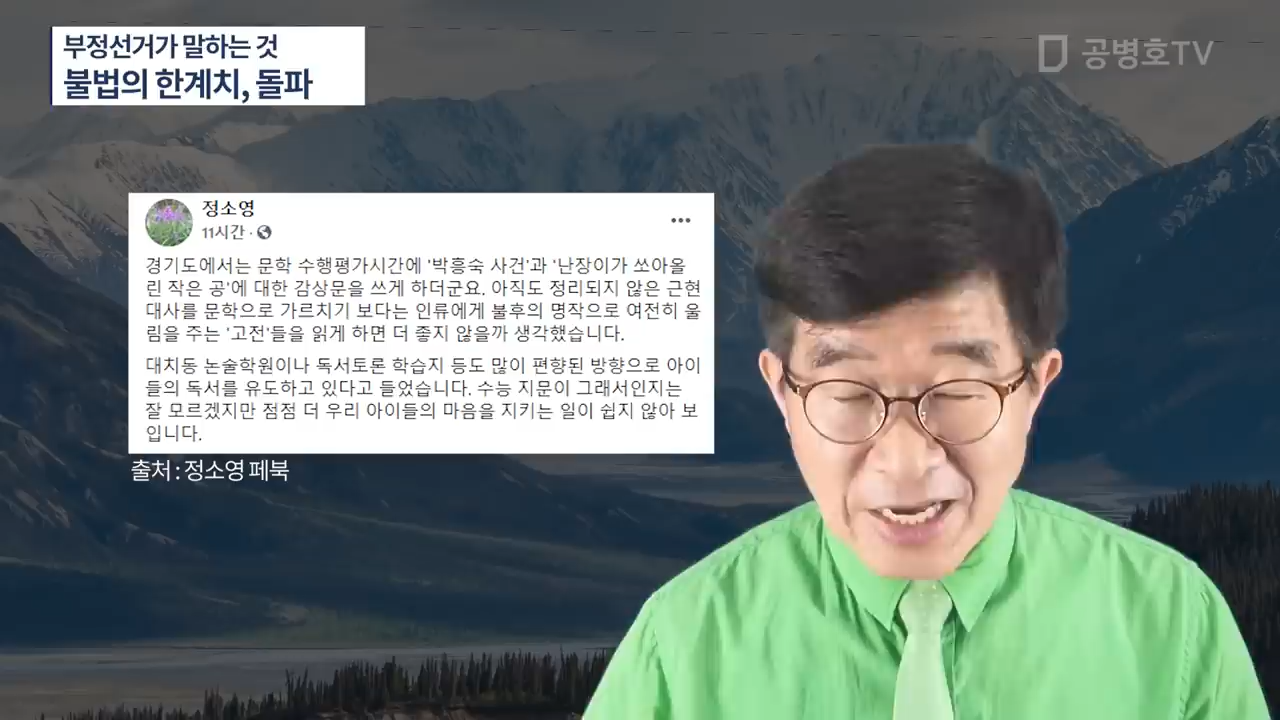 부정선거가 말하는 것
불법의 한계치, 돌파
공병호TV
정소영
11시간 ·
경기도에서는 문학 수행평가시간에 '박흥숙 사건'과 '난장이가 쏘아올
린 작은 공'에 대한 감상문을 쓰게 하더군요. 아직도 정리되지 않은 근현
대사를 문학으로 가르치기 보다는 인류에게 불후의 명작으로 여전히 울
림을 주는 '고전'들을 읽게 하면 더 좋지 않을까 생각했습니다.
대치동 논술학원이나 독서토론 학습지 등도 많이 편향된 방향으로 아이
들의 독서를 유도하고 있다고 들었습니다. 수능 지문이 그래서인지는
잘 모르겠지만 점점 더 우리 아이들의 마음을 지키는 일이 쉽지 않아 보
입니다.
출처 : 정소영 페북